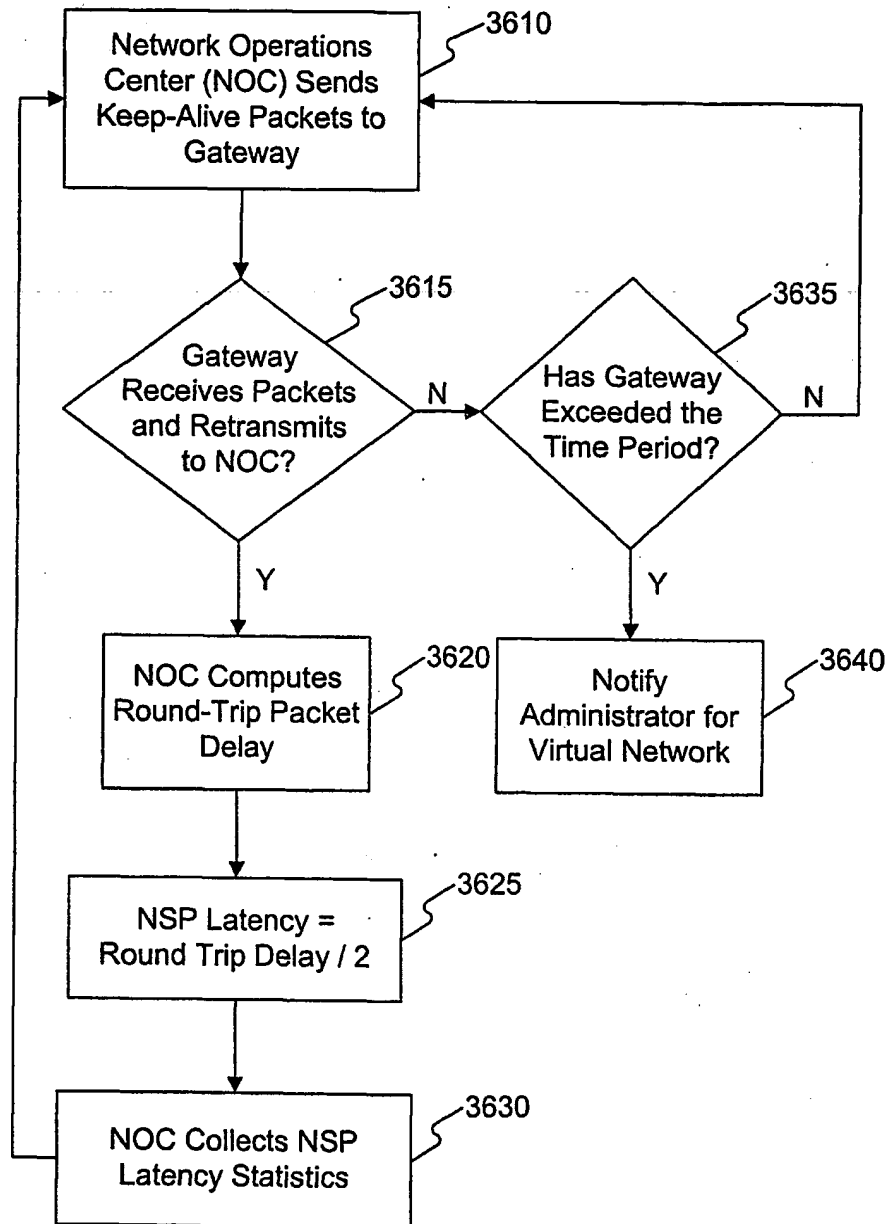 Network Operations
Center (NOC) Sends
Keep-Alive Packets to
Gateway
3610
Gateway
Receives Packets
and Retransmits
to NOC?
3615
N
Has Gateway
Exceeded the
Time Period?
3635
N
Y
Y
NOC Computes
Round-Trip Packet
Delay
3620
Notify
Administrator for
Virtual Network
3640
NSP Latency =
Round Trip Delay / 2
3625
NOC Collects NSP
Latency Statistics
3630